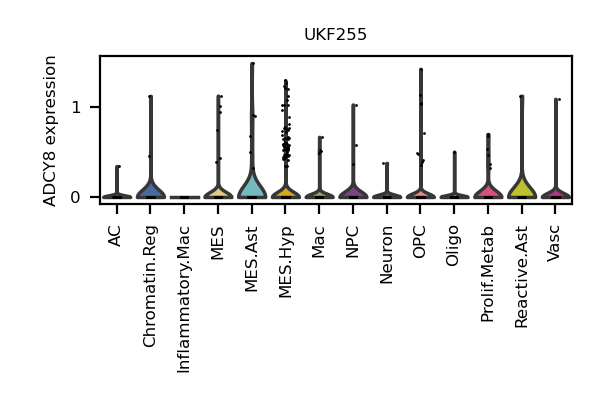 UKF255
ADCY8 expression
1
0
AC
Chromatin.Reg
Inflammatory.Mac
MES
MES.Ast
MES.Hyp
Mac
NPC
Neuron
OPC
Oligo
Prolif.Metab
Reactive.Ast
Vasc